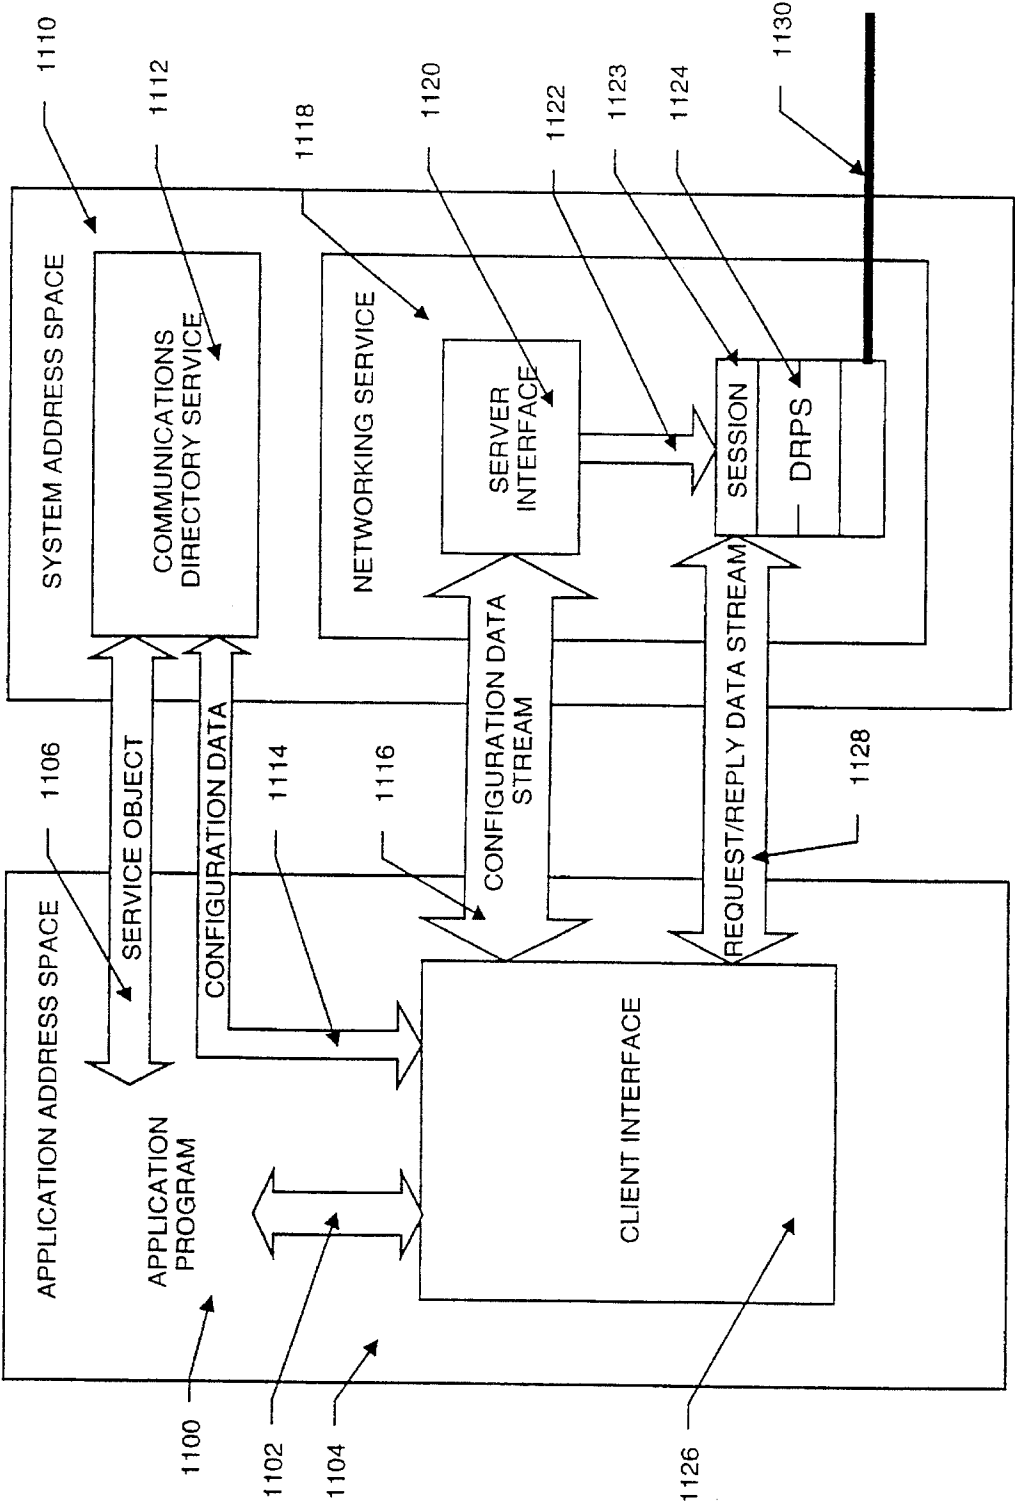 APPLICATION ADDRESS SPACE
SYSTEM ADDRESS SPACE
1110
1106
SERVICE OBJECT
COMMUNICATIONS
DIRECTORY SERVICE
1112
APPLICATION
PROGRAM
CONFIGURATION DATA
1100
1102
1104
1114
1118
NETWORKING SERVICE
1116
CONFIGURATION DATA
STREAM
SERVER
INTERFACE
1120
1122
CLIENT INTERFACE
1123
1124
SESSION
DRPS
REQUEST/REPLY DATA STREAM
1126
1128
1130